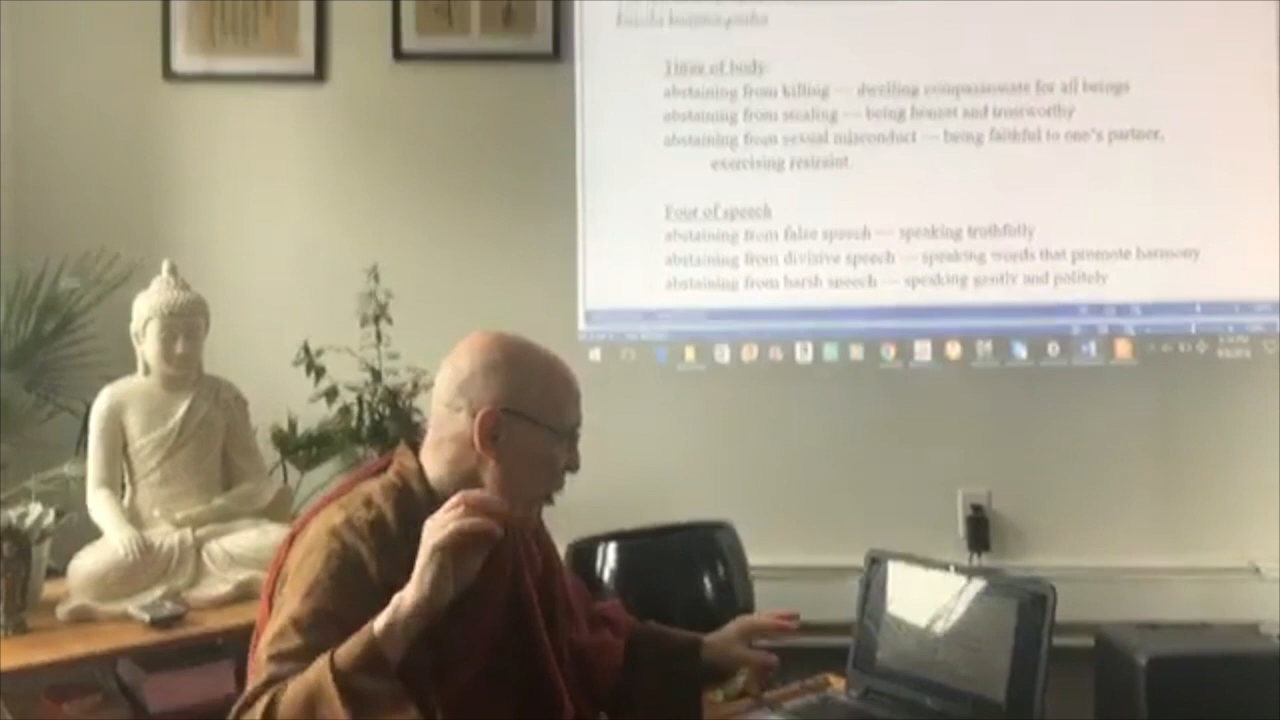 kusala kammapatha
Three of body
abstaining from killing — dwelling compassionate for all beings
abstaining from stealing — being honest and trustworthy
abstaining from sexual misconduct — being faithful to one's partner,
exercising restraint
Four of speech
abstaining from false speech — speaking truthfully
abstaining from divisive speech — speaking words that promote harmony
abstaining from harsh speech — speaking gently and politely